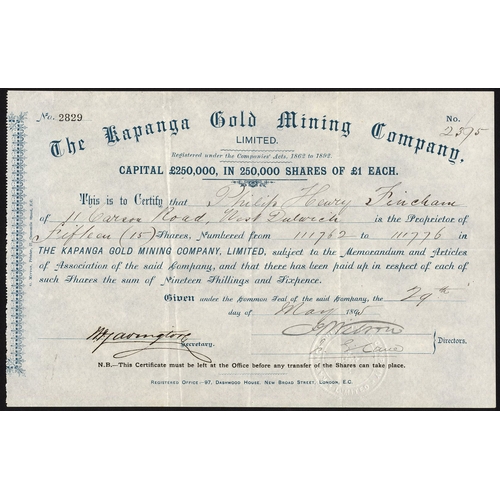 No. 2829
No. 2595
The Kapanga Gold Mining Company,
LIMITED.
Registered under the Companies' Acts, 1862 to 1892.
CAPITAL £250,000, IN 250,000 SHARES OF £1 EACH.
This is to Certify that Philip Henry Fincham
of 11 Carson Road, West Dulwich is the Proprietor of
Fifteen (15) Shares, Numbered from 111762 to 111776 in
THE KAPANGA GOLD MINING COMPANY, LIMITED, subject to the Memorandum and Articles
of Association of the said Company, and that there has been paid up in respect of each of
such Shares the sum of Nineteen Shillings and Sixpence.
Given under the Common Seal of the said Company, the 29th
day of May 1895
Secretary.
Directors.
N.B.—This Certificate must be left at the Office before any transfer of the Shares can take place.
REGISTERED OFFICE:—97, DASHWOOD HOUSE, NEW BROAD STREET, LONDON, E.C.